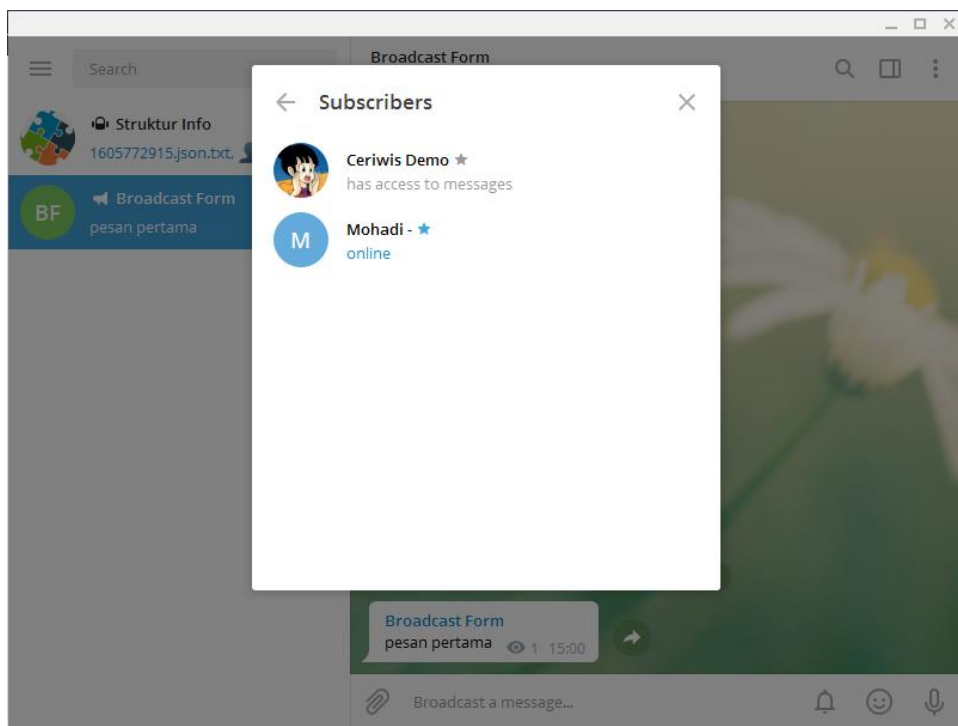 Search
Struktur Info
1605772915.json.txt,
BF
Broadcast Form
pesan pertama
Broadcast Form
Subscribers
Ceriwis Demo
has access to messages
M
Mohadi -
online
Broadcast Form
pesan pertama 1 15:00
Broadcast a message...